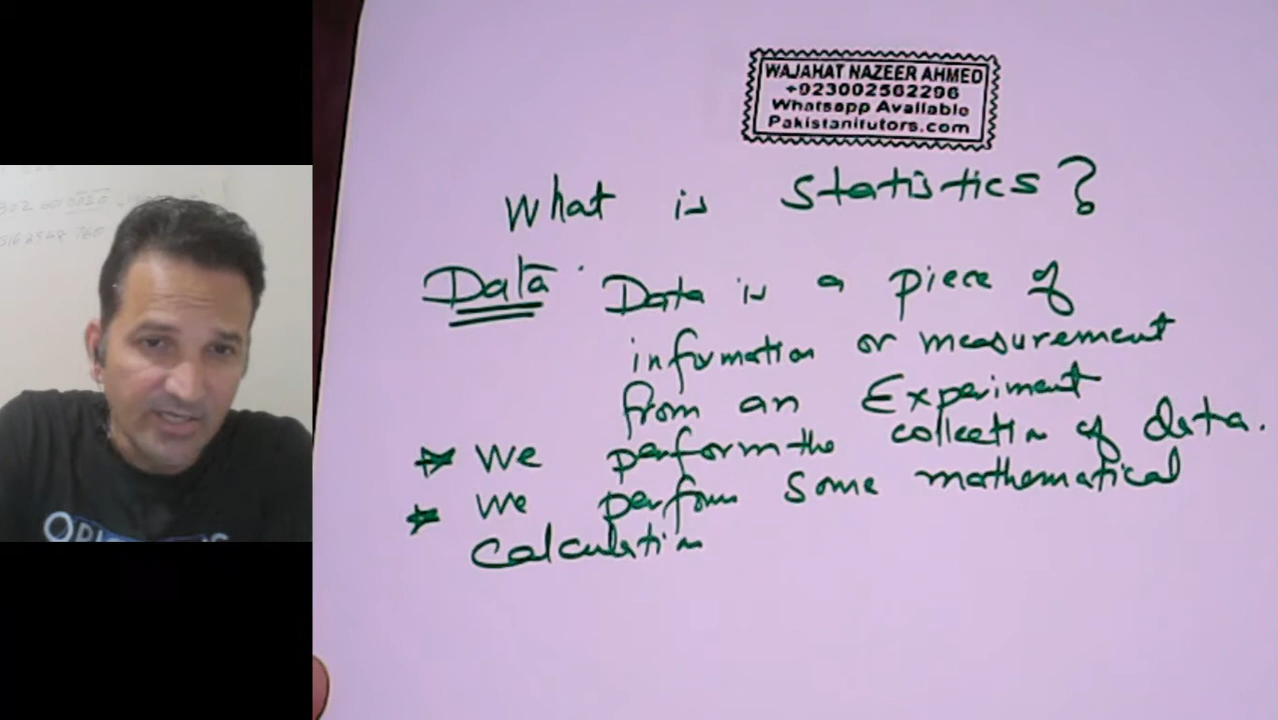 WAJAHAT NAZEER AHMED
+923002562296
Whatsapp Available
Pakistanitutors.com
What is Statistics?
Data: Data is a piece of
information or measurement
from an Experiment
* We perform the collection of data.
* We perform some mathematical
calculation